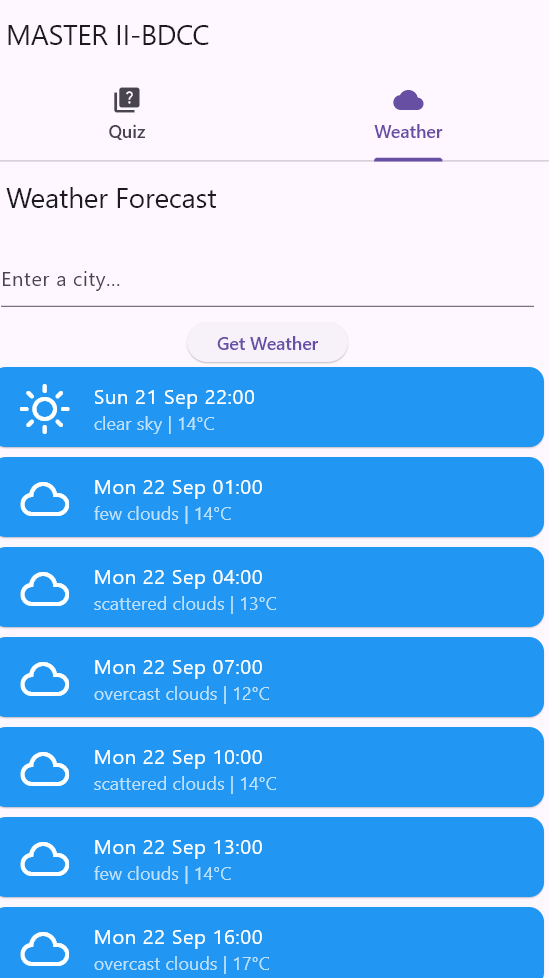 MASTER II-BDCC
?
Quiz
Weather
Weather Forecast
Enter a city...
Get Weather
Sun 21 Sep 22:00
clear sky | 14°C
Mon 22 Sep 01:00
few clouds | 14°C
Mon 22 Sep 04:00
scattered clouds | 13°C
Mon 22 Sep 07:00
overcast clouds | 12°C
Mon 22 Sep 10:00
scattered clouds | 14°C
Mon 22 Sep 13:00
few clouds | 14°C
Mon 22 Sep 16:00
overcast clouds | 17°C